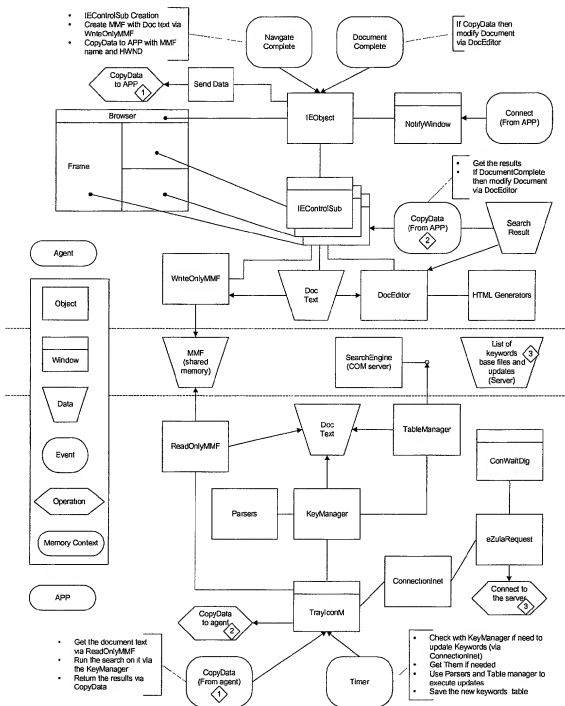 • IEControlSub Creation
• Create MMF with Doc text via
WnteOnlyMMF
• CopyData to APP with MMF
name and HWND
Navigate
Complete
Document
Complete
If CopyData then
modify Document
via DocEditor
CopyData
to APP
1
Send Data
IEObject
NotifyWindow
Connect
(From APP)
Browser
Frame
• Get the results
• If DocumentComplete
then modify Document
via DocEditor
IEControlSub
CopyData
(From APP)
2
Search
Result
Agent
WnteOnlyMMF
Doc
Text
DocEditor
HTML Generators
Object
Window
Data
Event
Operation
Memory Context
MMF
(shared
memory)
SearchEngine
(COM server)
List of
keywords
base files and
updates
(Server)
3
ReadOnlyMMF
Doc
Text
TableManager
ConWaitDlg
Parsers
KeyManager
eZulaRequest
ConnectionInet
APP
CopyData
to agent
2
TrayIconM
Connect to
the server
3
• Get the document text
via ReadOnlyMMF
• Run the search on it via
the KeyManager
• Return the results via
CopyData
CopyData
(From agent)
1
Timer
• Check with KeyManager if need to
update Keywords (via
ConnectionInet)
• Get Them if needed
• Use Parsers and Table manager to
execute updates
• Save the new keywords table